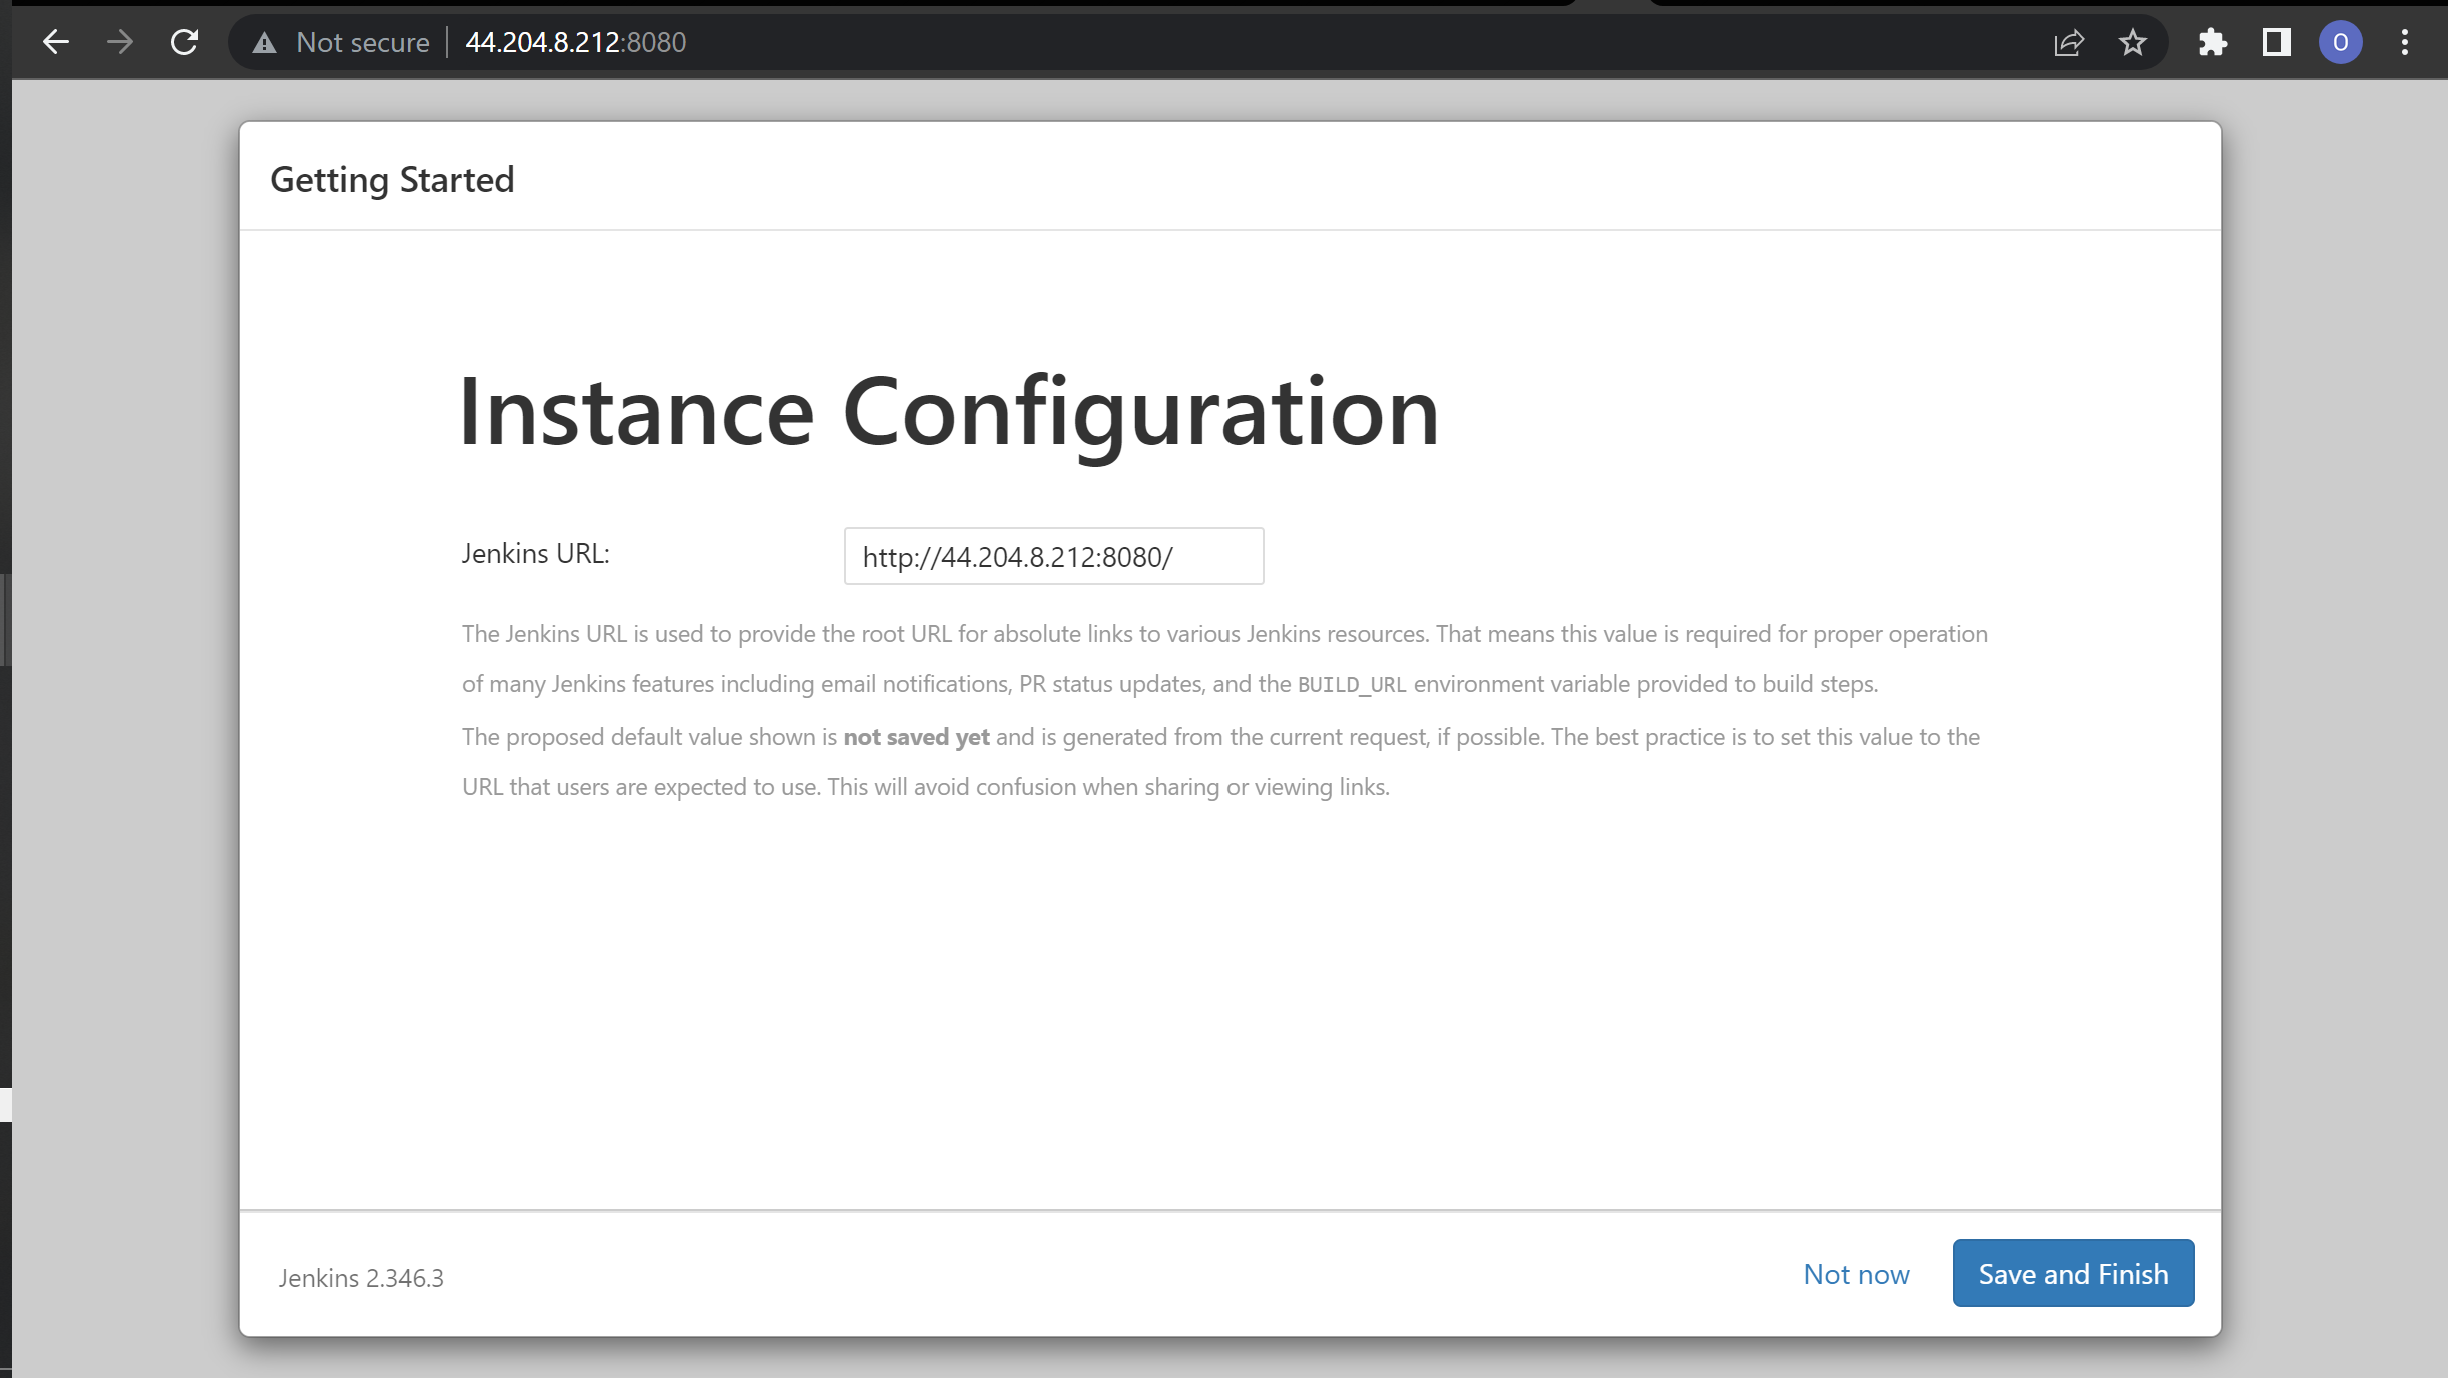 Not secure | 44.204.8.212:8080
O
Getting Started
Instance Configuration
Jenkins URL:
http://44.204.8.212:8080/
The Jenkins URL is used to provide the root URL for absolute links to various Jenkins resources. That means this value is required for proper operation
of many Jenkins features including email notifications, PR status updates, and the BUILD_URL environment variable provided to build steps.
The proposed default value shown is not saved yet and is generated from the current request, if possible. The best practice is to set this value to the
URL that users are expected to use. This will avoid confusion when sharing or viewing links.
Jenkins 2.346.3
Not now
Save and Finish